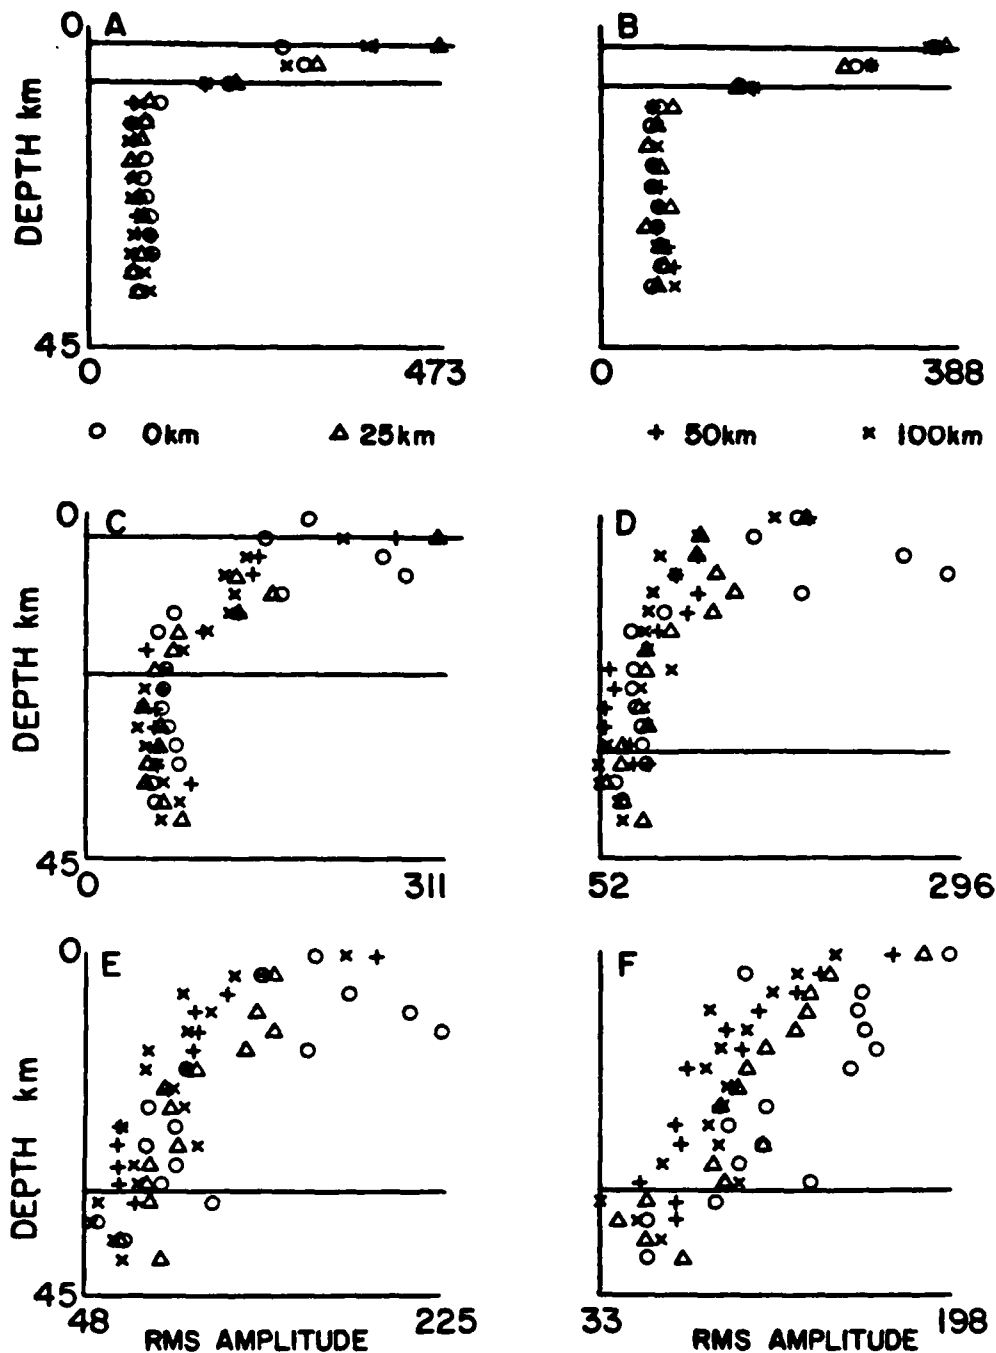 A
B
0
DEPTH km
45
0
473
0
388
0km
25km
50km
100km
C
D
0
DEPTH km
45
0
311
52
296
E
F
0
DEPTH km
45
48
225
33
198
RMS AMPLITUDE
RMS AMPLITUDE